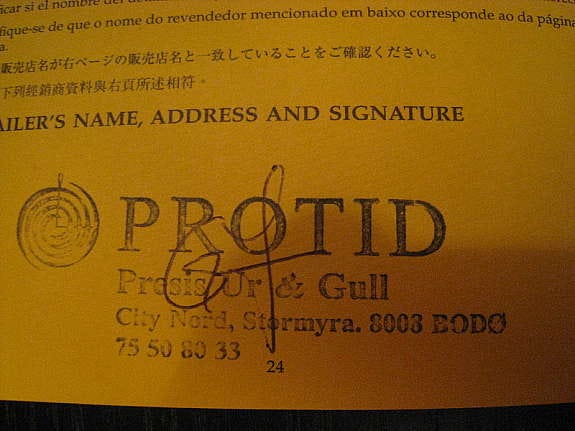 si el nombre del
fique-se de que o nome do revendedor mencionado em baixo corresponde ao da página
a.
販売店名が右ページの販売店名と一致していることをご確認ください。
下列經銷商資料與右頁所述相符。
AILER'S NAME, ADDRESS AND SIGNATURE
PROTID
Presis Ur & Gull
City Nord, Stormyra. 8003 BODØ
75 50 80 33
24